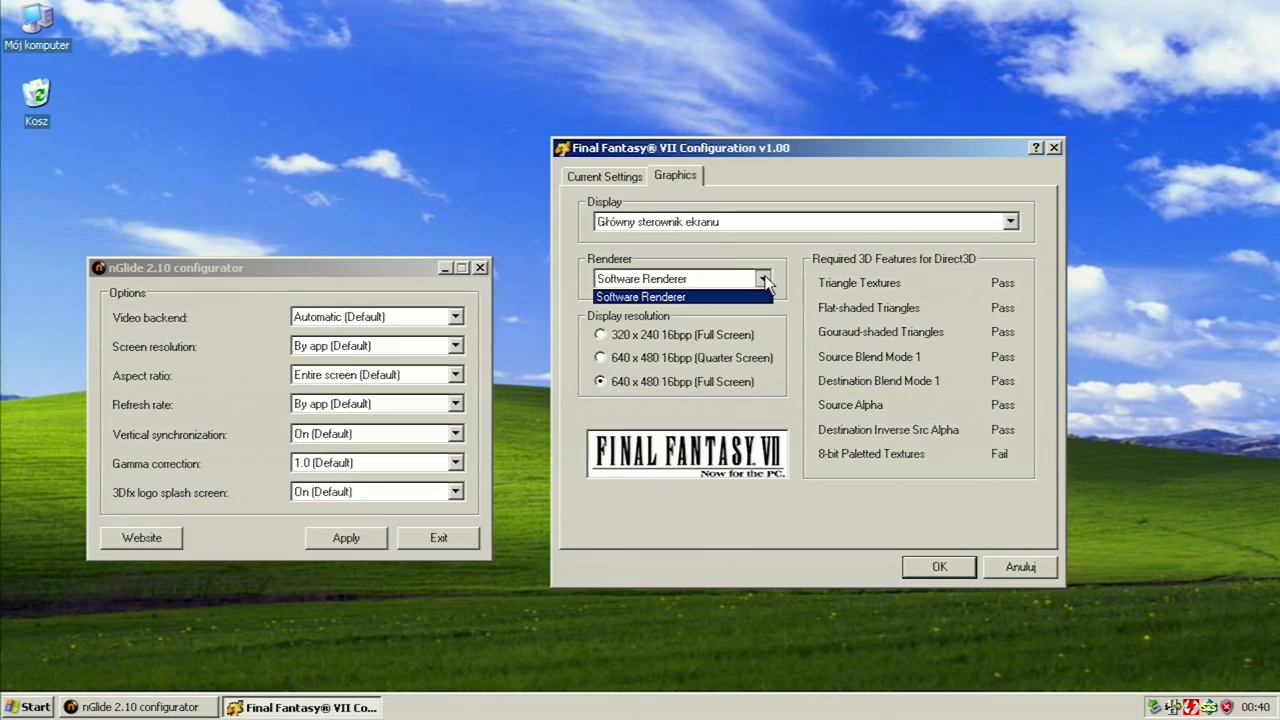 Mój komputer
Kosz
nGlide 2.10 configurator
Options
Video backend: Automatic (Default)
Screen resolution: By app (Default)
Aspect ratio: Entire screen (Default)
Refresh rate: By app (Default)
Vertical synchronization: On (Default)
Gamma correction: 1.0 (Default)
3Dfx logo splash screen: On (Default)
Website Apply Exit
Final Fantasy® VII Configuration v1.00
Current Settings Graphics
Display
Główny sterownik ekranu
Renderer
Software Renderer
Software Renderer
Display resolution
320 x 240 16bpp (Full Screen)
640 x 480 16bpp (Quarter Screen)
640 x 480 16bpp (Full Screen)
FINAL FANTASY. VII
Now for the PC.
Required 3D Features for Direct3D
Triangle Textures Pass
Flat-shaded Triangles Pass
Gouraud-shaded Triangles Pass
Source Blend Mode 1 Pass
Destination Blend Mode 1 Pass
Source Alpha Pass
Destination Inverse Src Alpha Pass
8-bit Paletted Textures Fail
OK Anuluj
Start nGlide 2.10 configurator Final Fantasy® VII Co... 00:40